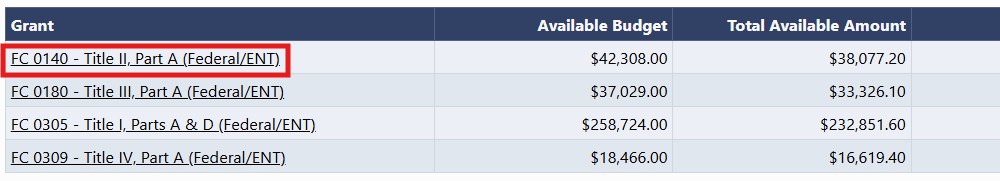 Grant Available Budget Total Available Amount
FC 0140 - Title II, Part A (Federal/ENT) $42,308.00 $38,077.20
FC 0180 - Title III, Part A (Federal/ENT) $37,029.00 $33,326.10
FC 0305 - Title I, Parts A & D (Federal/ENT) $258,724.00 $232,851.60
FC 0309 - Title IV, Part A (Federal/ENT) $18,466.00 $16,619.40